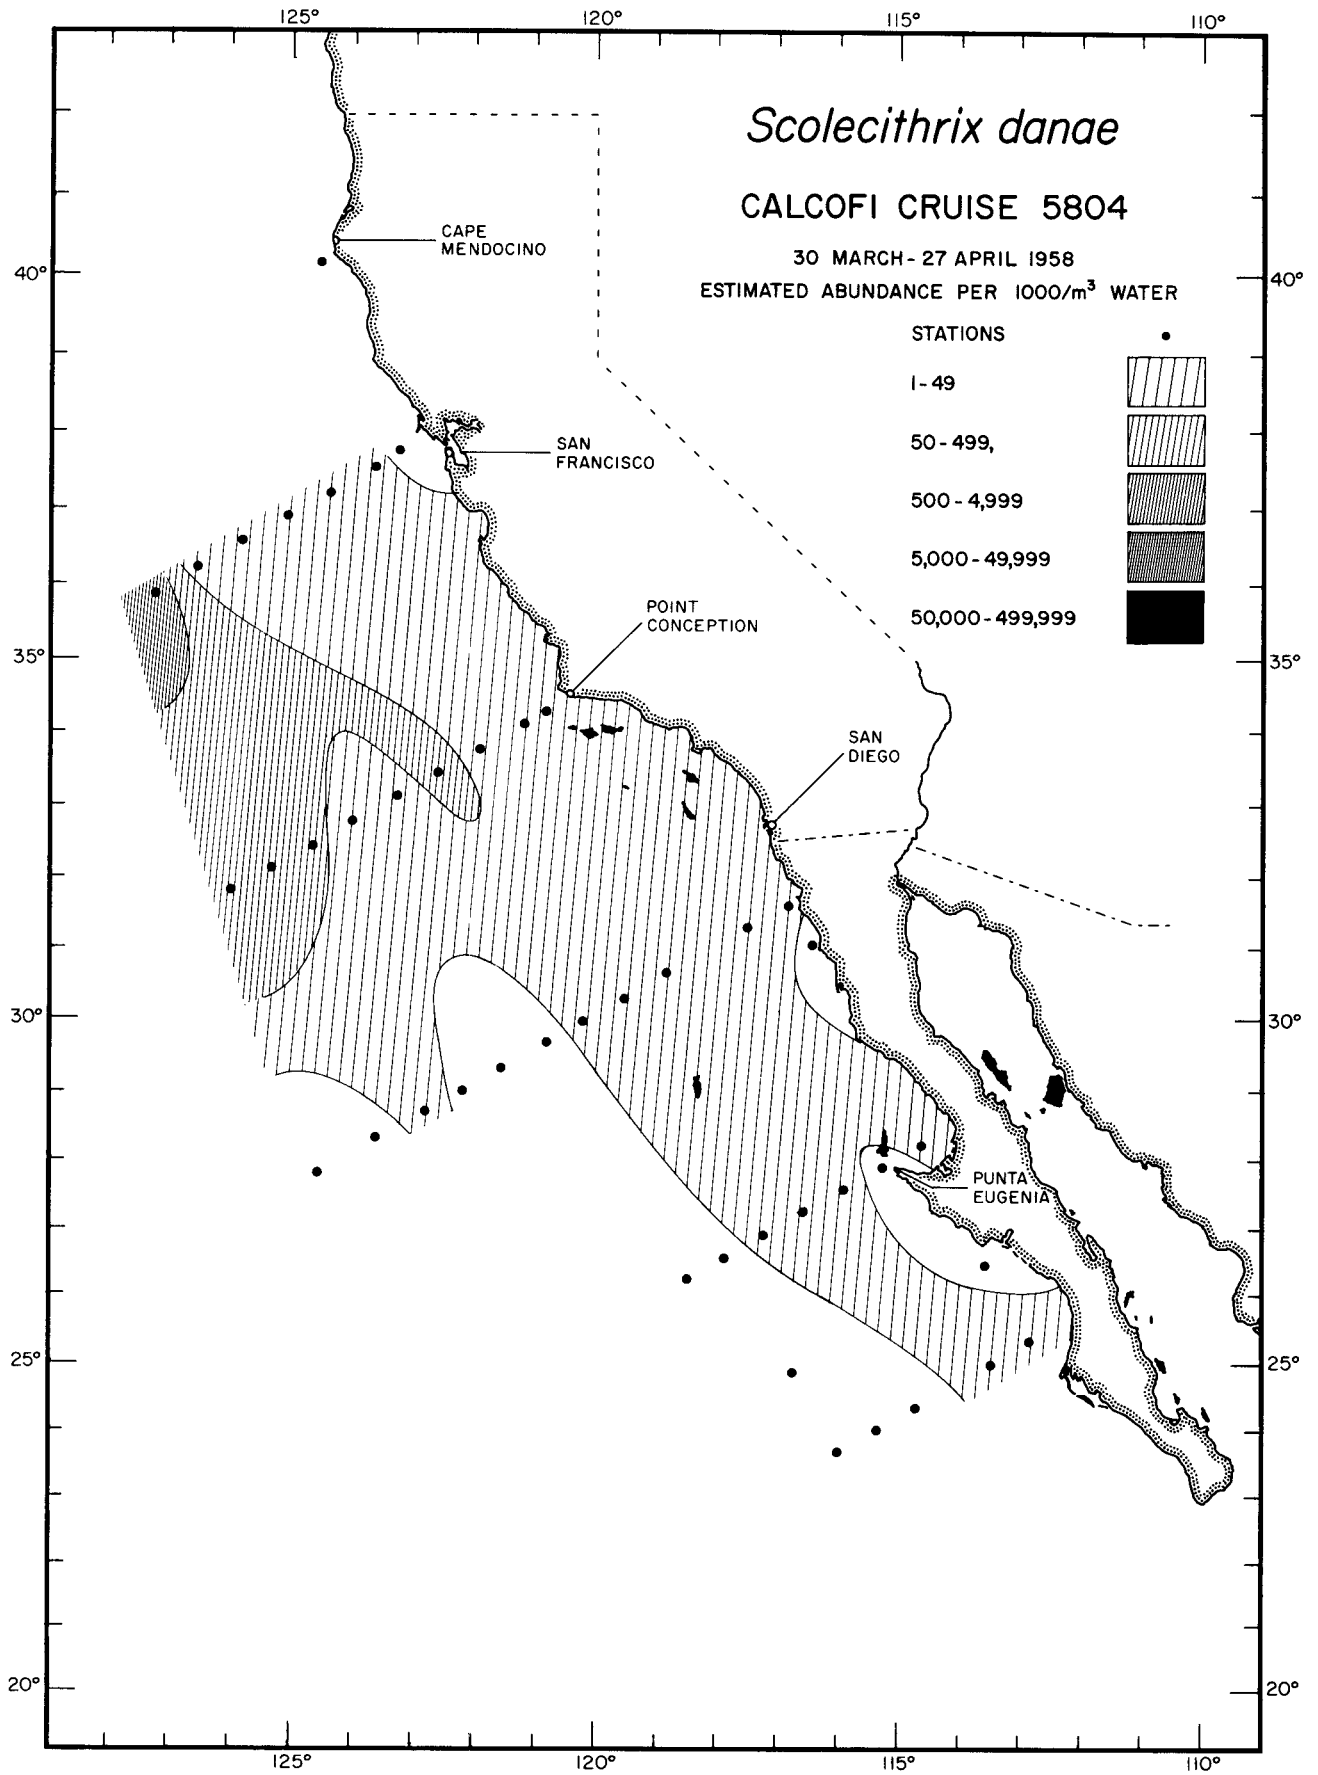 125°
120°
115°
110°
Scolecithrix danae
CALCOFI CRUISE 5804
30 MARCH - 27 APRIL 1958
ESTIMATED ABUNDANCE PER 1000/m³ WATER
STATIONS
1-49
50-499,
500-4,999
5,000-49,999
50,000-499,999
CAPE
MENDOCINO
40°
40°
SAN
FRANCISCO
POINT
CONCEPTION
35°
35°
SAN
DIEGO
30°
30°
PUNTA
EUGENIA
25°
25°
20°
20°
125°
120°
115°
110°